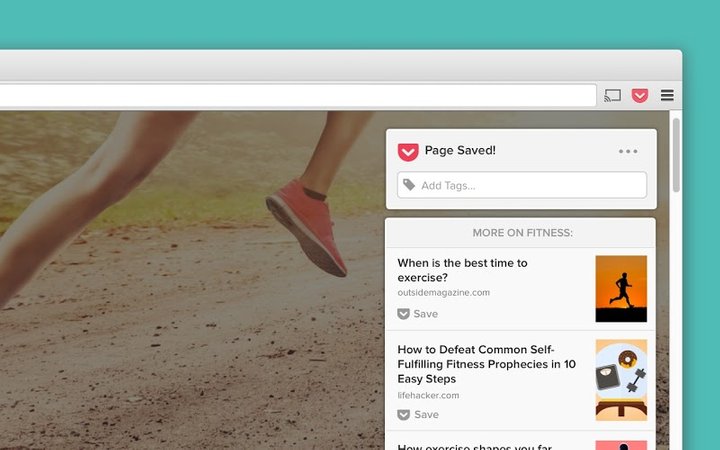 Page Saved!
Add Tags...
MORE ON FITNESS:
When is the best time to
exercise?
outsidemagazine.com
Save
How to Defeat Common Self-
Fulfilling Fitness Prophecies in 10
Easy Steps
lifehacker.com
Save
How exercise shapes you far